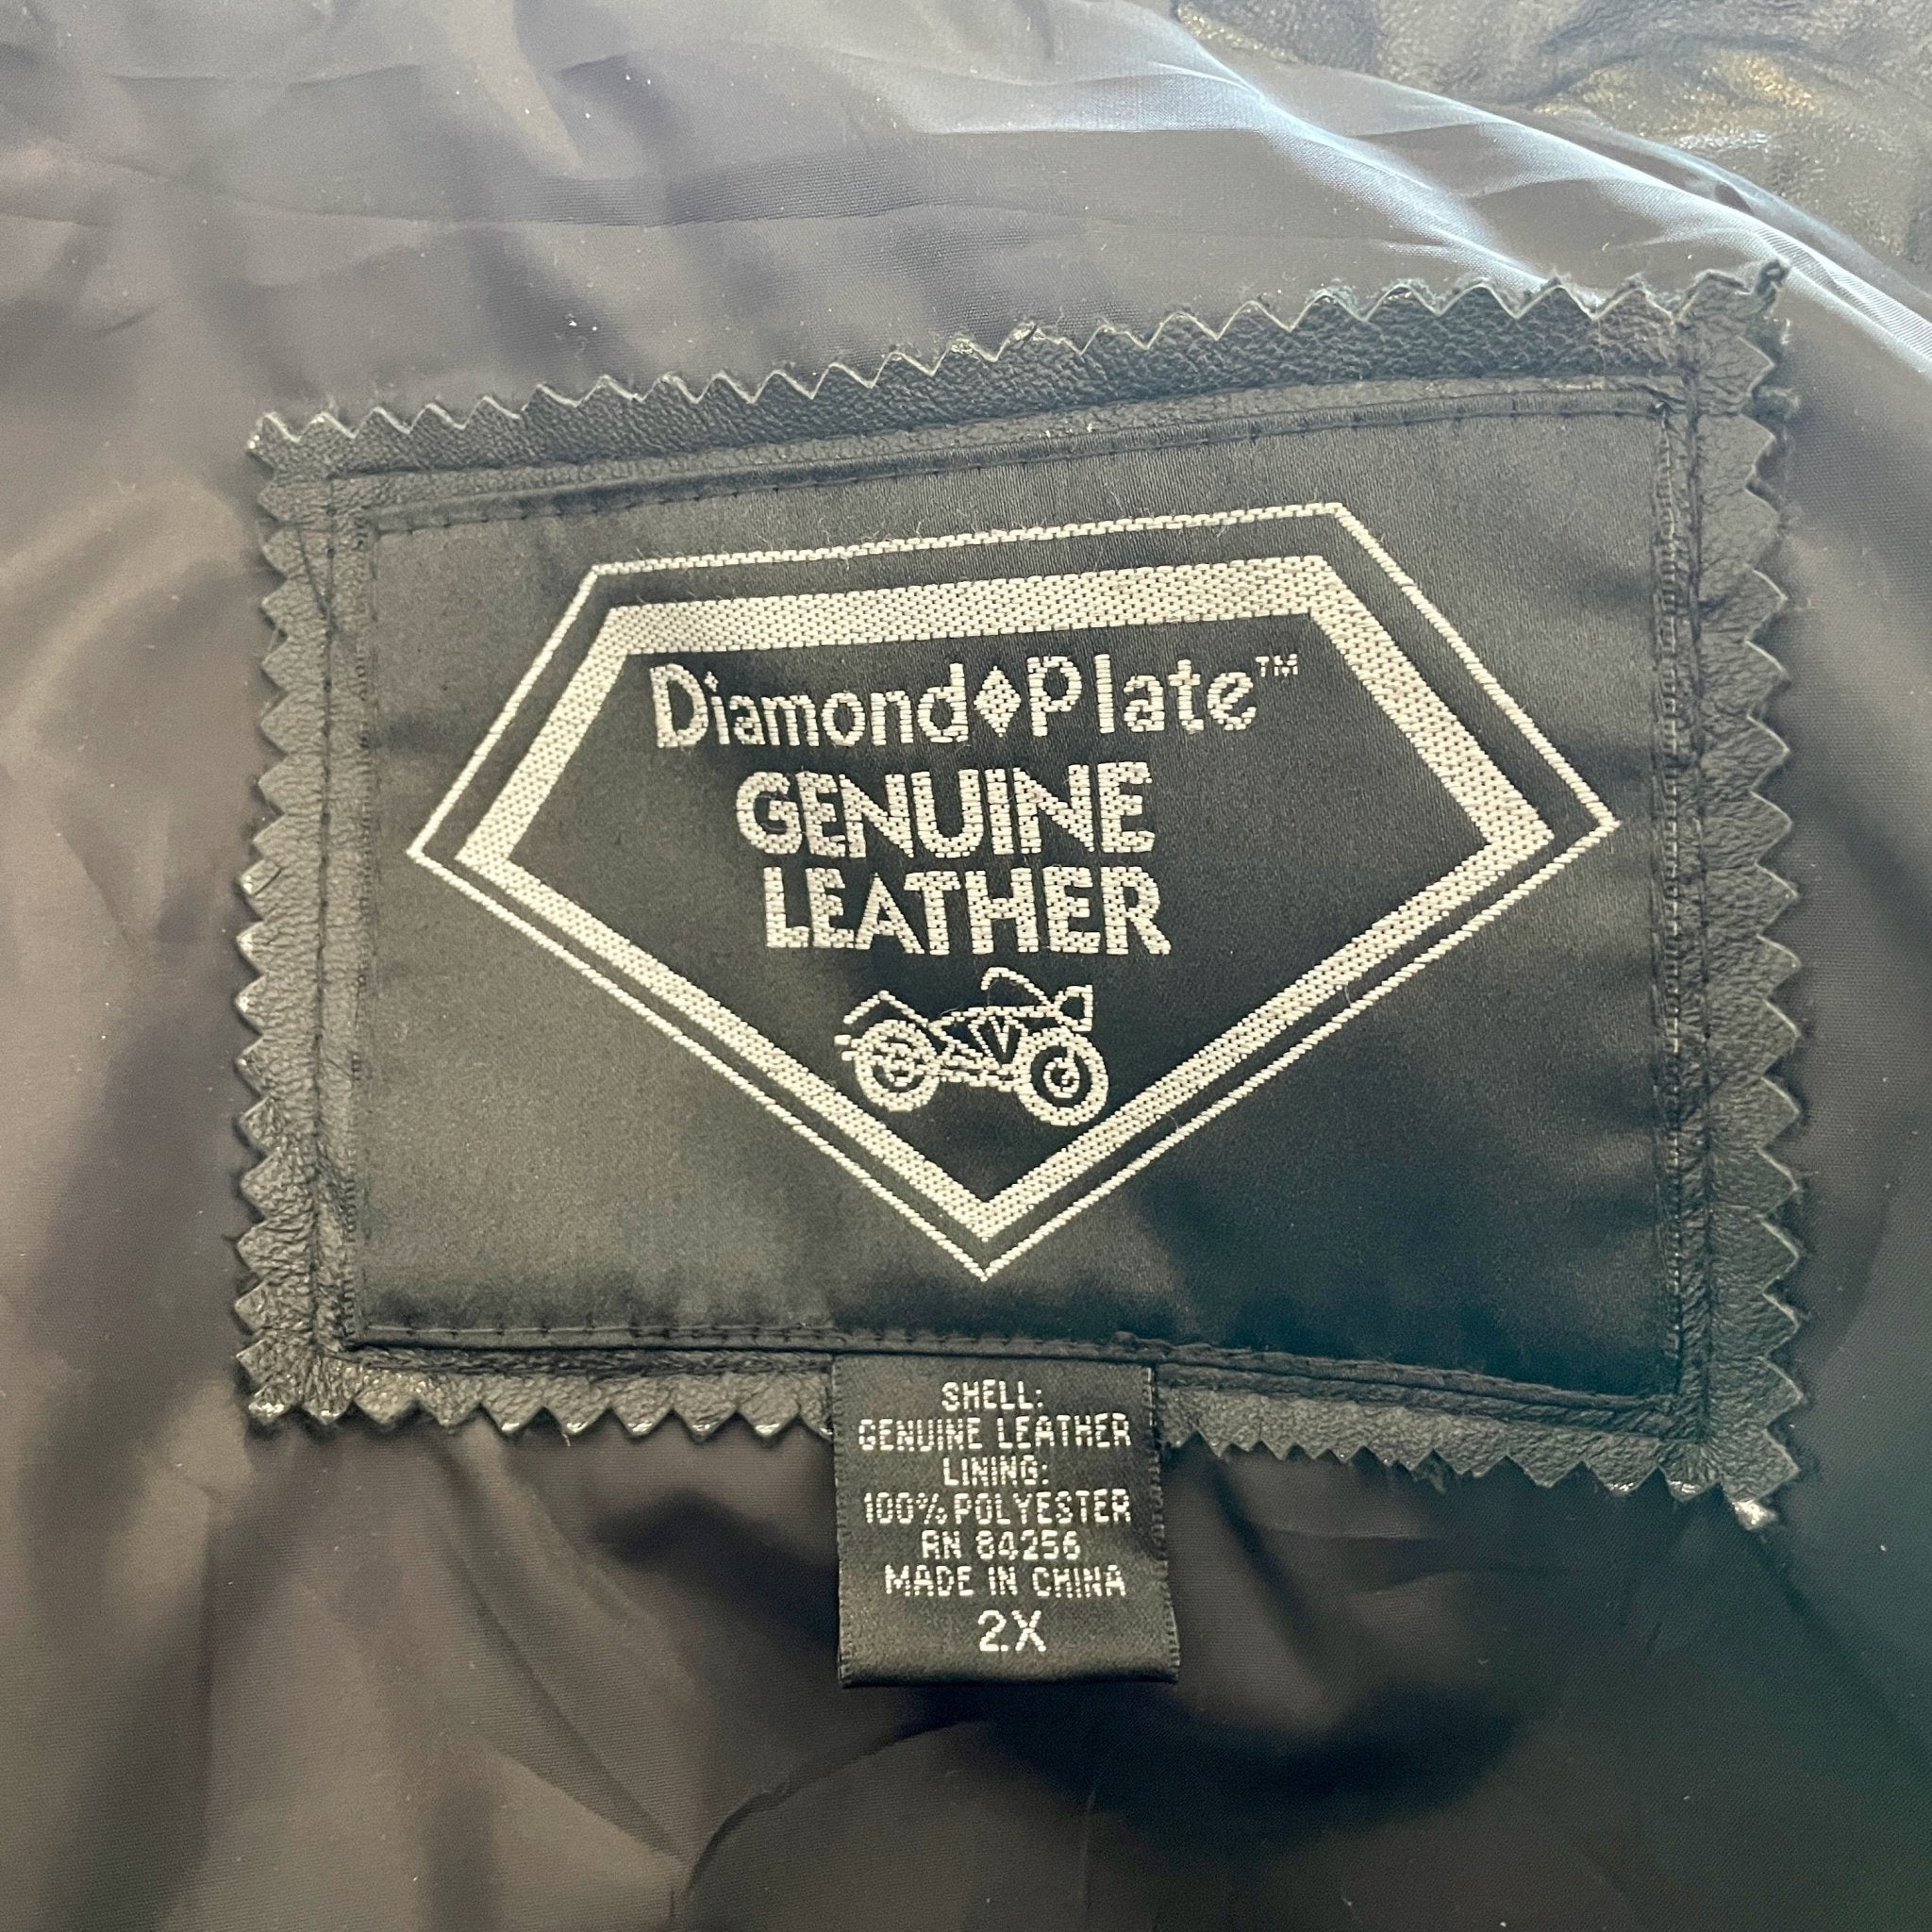 Diamond♦Plate™
GENUINE
LEATHER
SHELL:
GENUINE LEATHER
LINING:
100% POLYESTER
RN 84256
MADE IN CHINA
2X